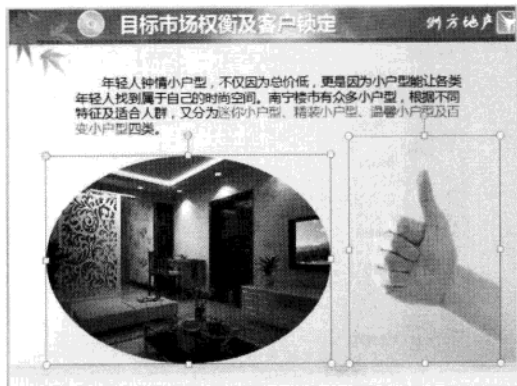 目标市场权衡及客户锁定
年轻人钟情小户型，不仅因为总价低，更是因为小户型能让各类
年轻人找到属于自己的时尚空间。南宁楼市有众多小户型，根据不同
特征及适合人群，又分为迷你小户型、精装小户型、温馨小户型及百
变小户型四类。